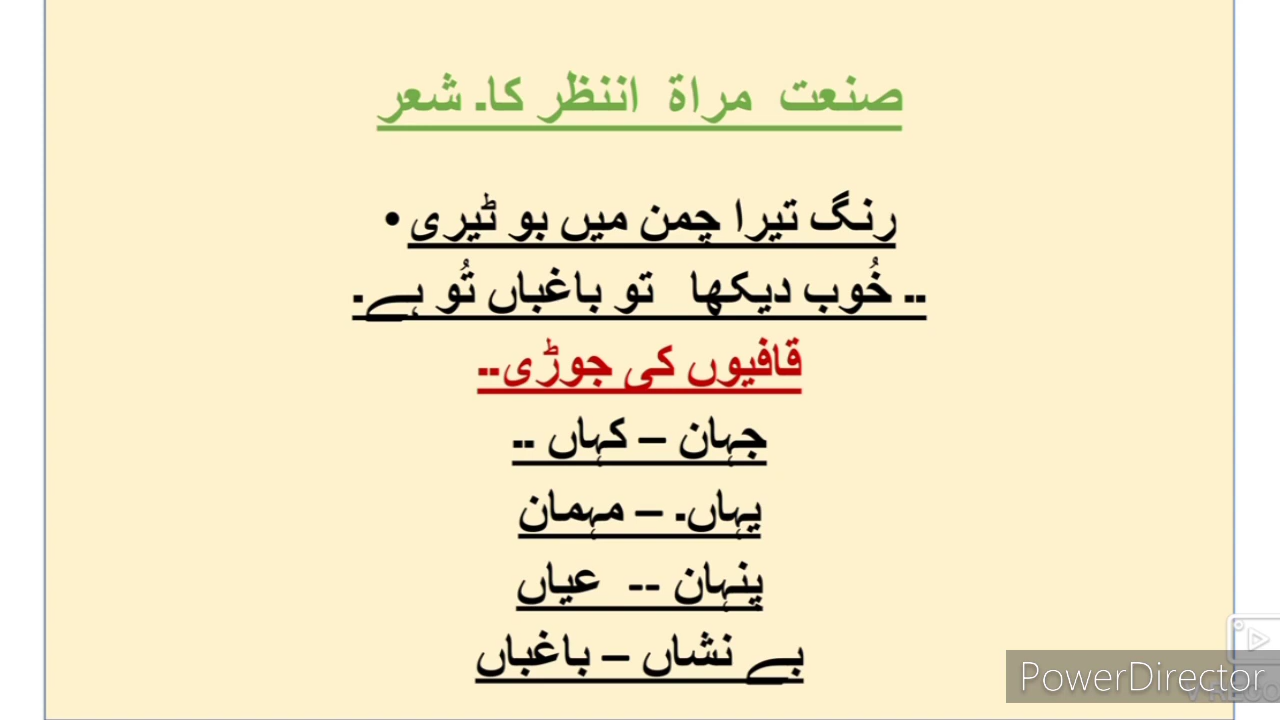 صنعت مراۃ اننظر کا۔ شعر
رنگ تیرا چمن میں بو ٹیری •
۔۔ خُوب دیکھا تو باغباں تُو ہے۔
قافیوں کی جوڑی۔۔
جہان – کہاں ۔۔
یہاں۔ – مہمان
پنہان -- عیاں
بے نشاں – باغباں
PowerDirector